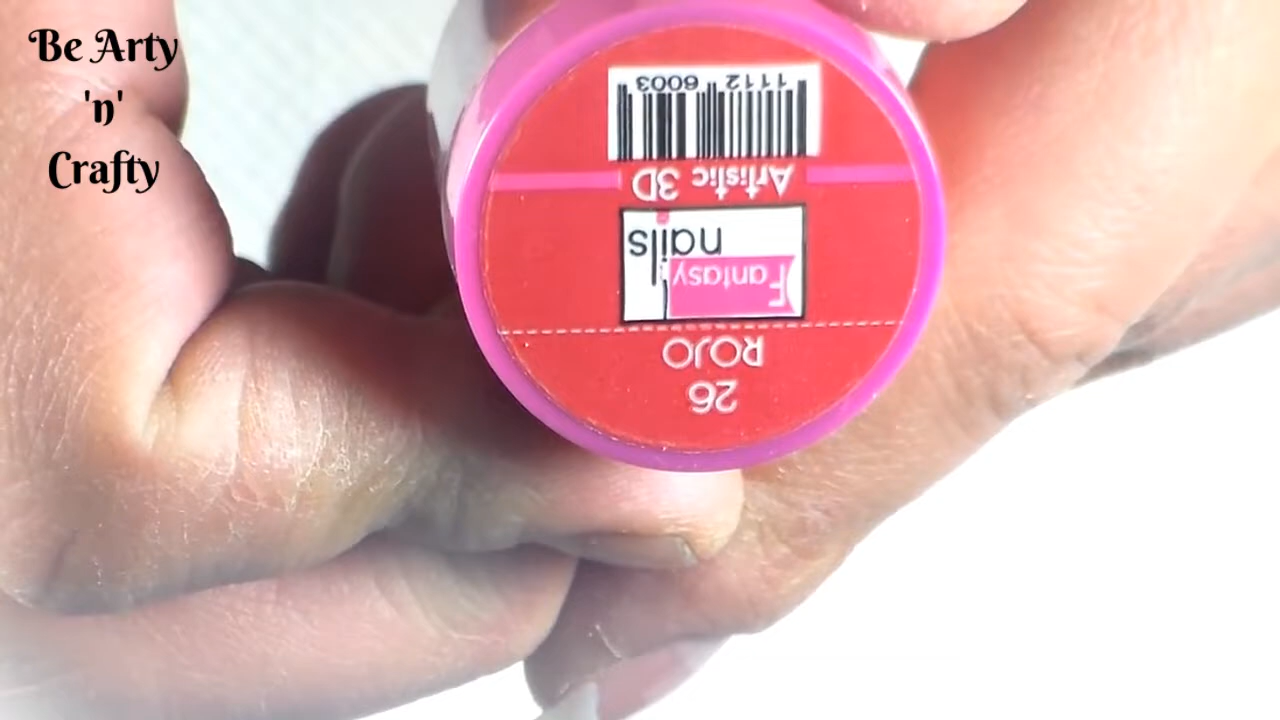 Be Arty
'n'
Crafty
26
ROJO
Fantasy
nails
Artistic 3D
1112 6003